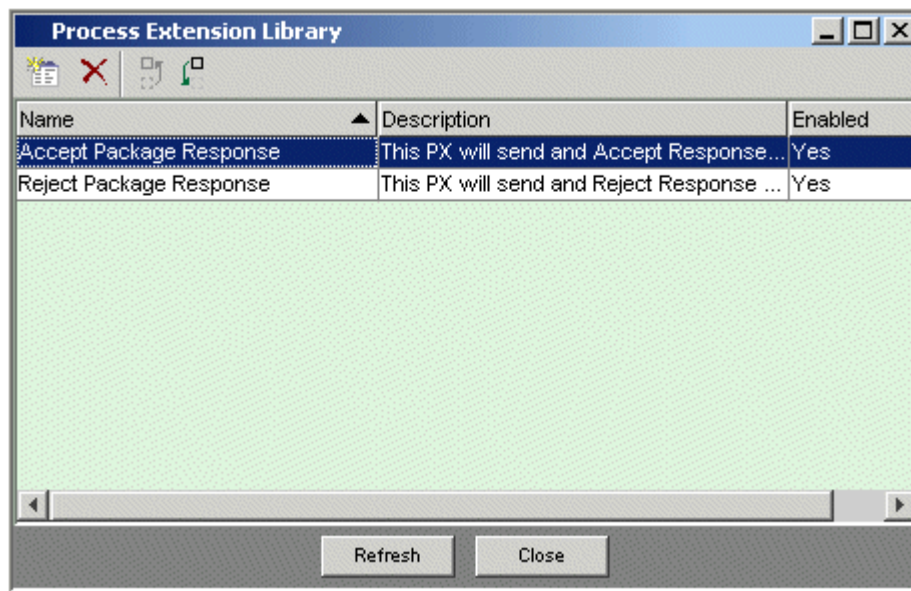 Process Extension Library
Name Description Enabled
Accept Package Response This PX will send and Accept Response... Yes
Reject Package Response This PX will send and Reject Response ... Yes
Refresh Close